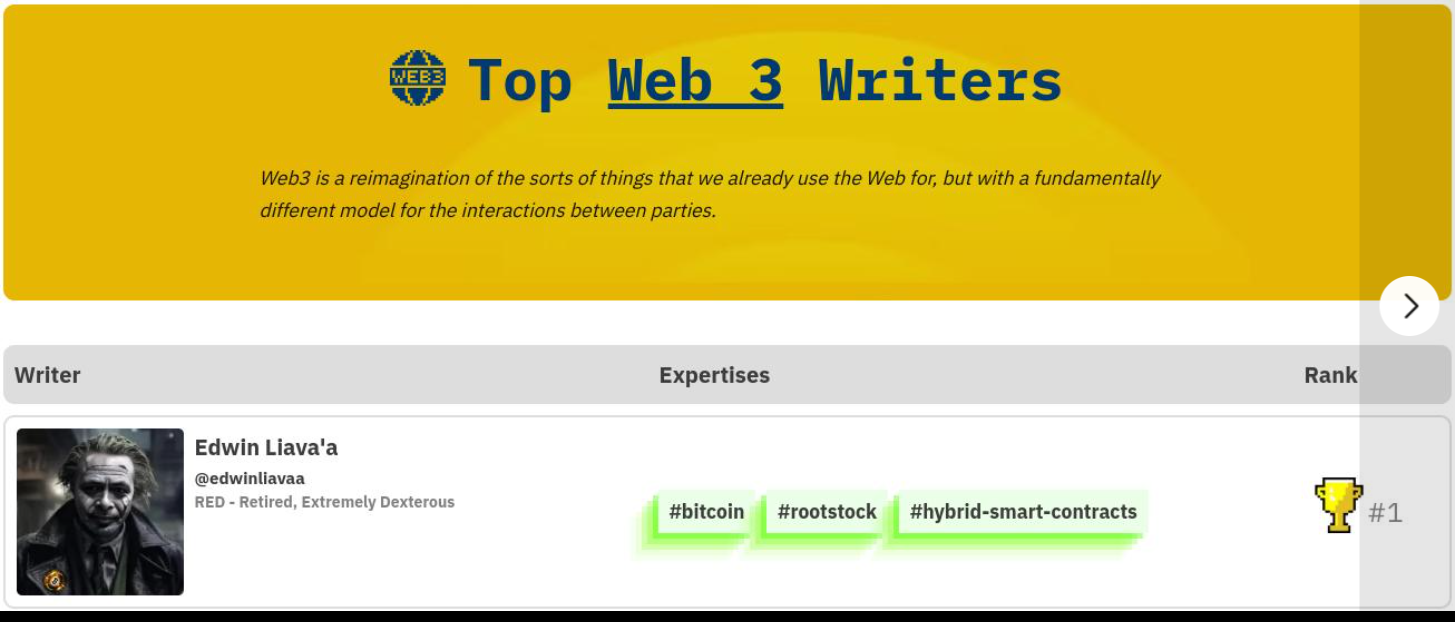 WEB3
Top Web 3 Writers
Web3 is a reimagination of the sorts of things that we already use the Web for, but with a fundamentally
different model for the interactions between parties.
Writer Expertises Rank
Edwin Liava'a
@edwinliavaa
RED - Retired, Extremely Dexterous
#bitcoin #rootstock #hybrid-smart-contracts
#1